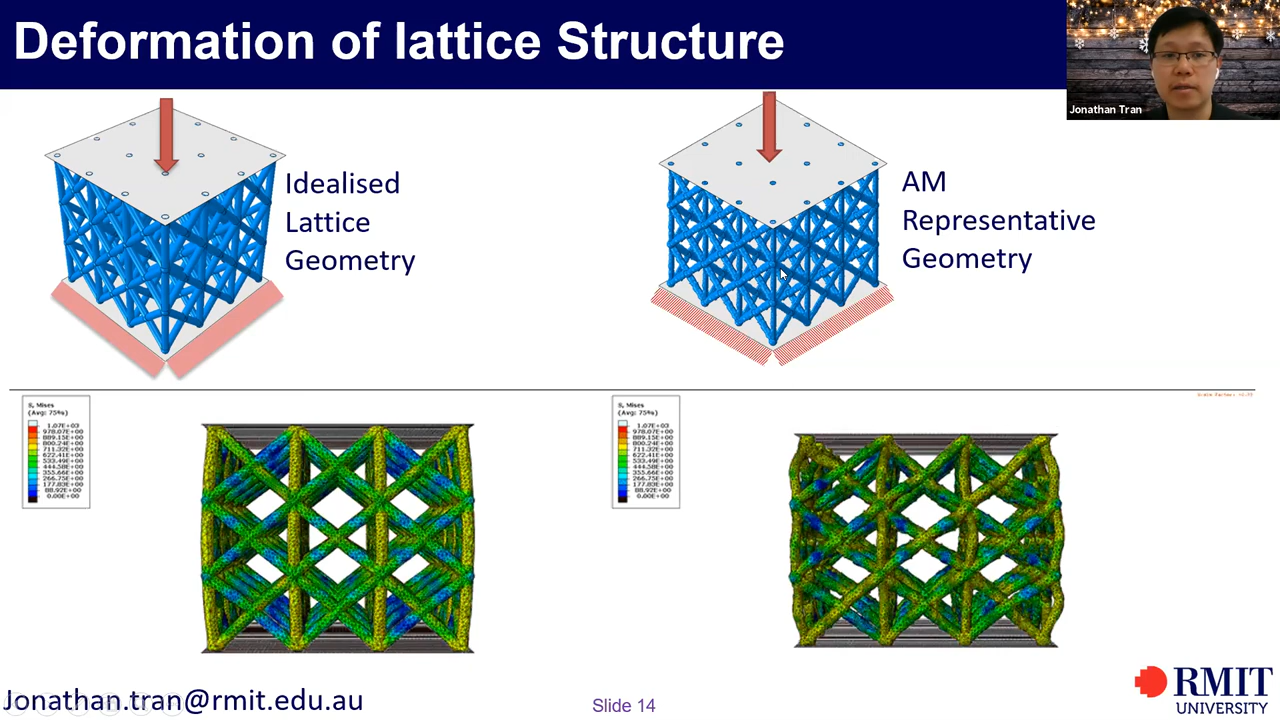 Deformation of lattice Structure
Jonathan Tran
Idealised
Lattice
Geometry
AM
Representative
Geometry
S, Mises
(Avg: 75%)
1.07E+03
978.07E+00
889.15E+00
800.24E+00
711.32E+00
622.41E+00
533.49E+00
444.58E+00
355.66E+00
266.75E+00
177.83E+00
88.92E+00
0.00E+00
S, Mises
(Avg: 75%)
1.07E+03
978.07E+00
889.15E+00
800.24E+00
711.32E+00
622.41E+00
533.49E+00
444.58E+00
355.66E+00
266.75E+00
177.83E+00
88.92E+00
0.00E+00
Jonathan.tran@rmit.edu.au
Slide 14
RMIT
UNIVERSITY